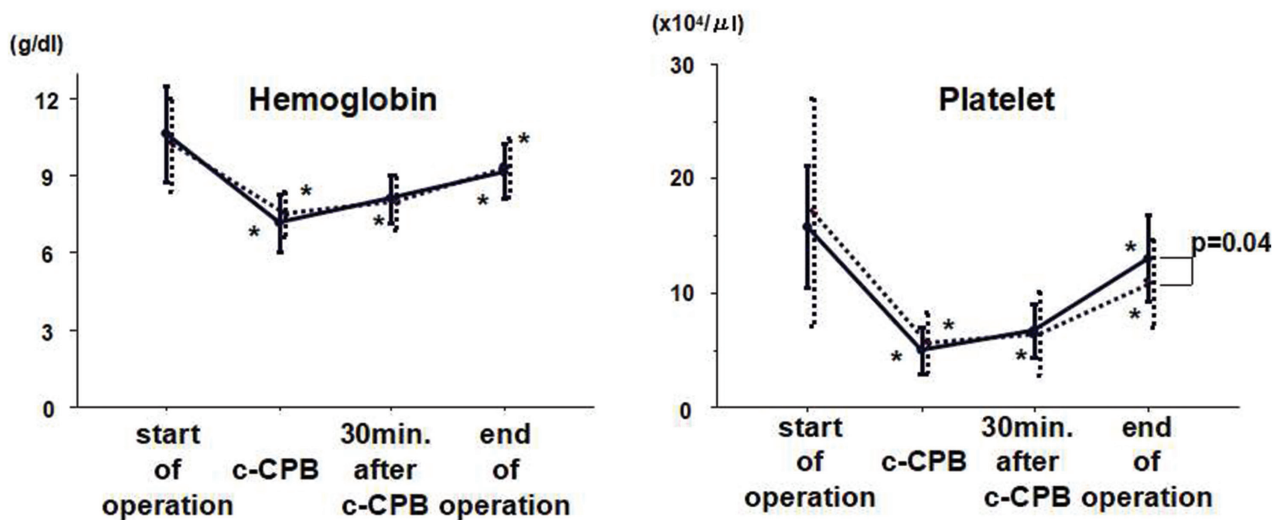 (g/dl)
Hemoglobin
12
9
6
3
0
*
*
*
*
*
start
of
operation
c-CPB
30min.
after
c-CPB
end
of
operation
(x10⁴/μl)
Platelet
30
20
10
0
*
*
*
*
*
p=0.04
start
of
operation
c-CPB
30min.
after
c-CPB
end
of
operation